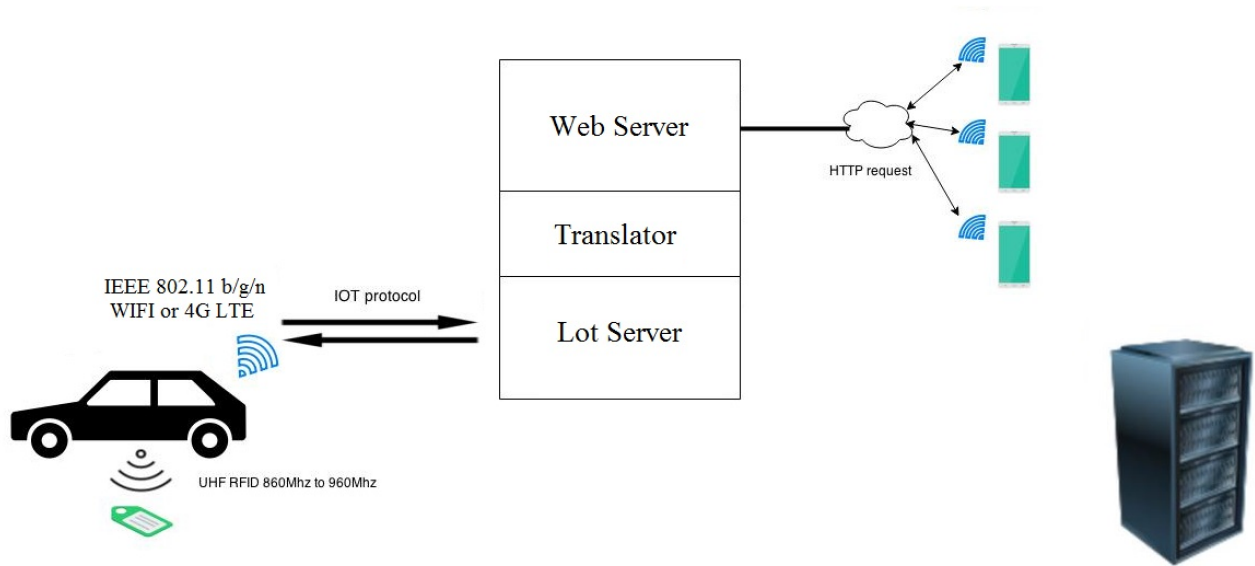 Web Server
HTTP request
Translator
IEEE 802.11 b/g/n
WIFI or 4G LTE
IOT protocol
Lot Server
UHF RFID 860Mhz to 960Mhz